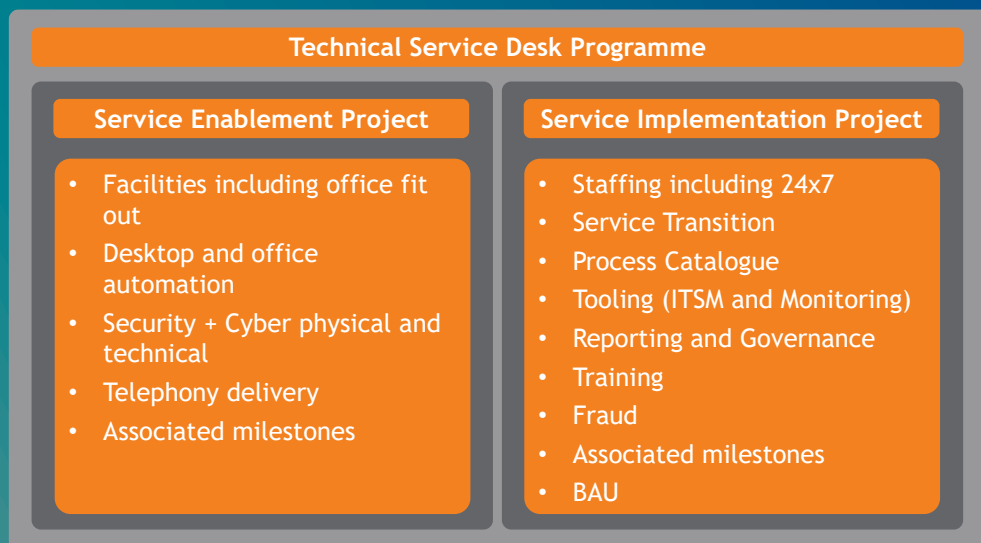 Technical Service Desk Programme
Service Enablement Project
• Facilities including office fit
out
• Desktop and office
automation
• Security + Cyber physical and
technical
• Telephony delivery
• Associated milestones
Service Implementation Project
• Staffing including 24x7
• Service Transition
• Process Catalogue
• Tooling (ITSM and Monitoring)
• Reporting and Governance
• Training
• Fraud
• Associated milestones
• BAU